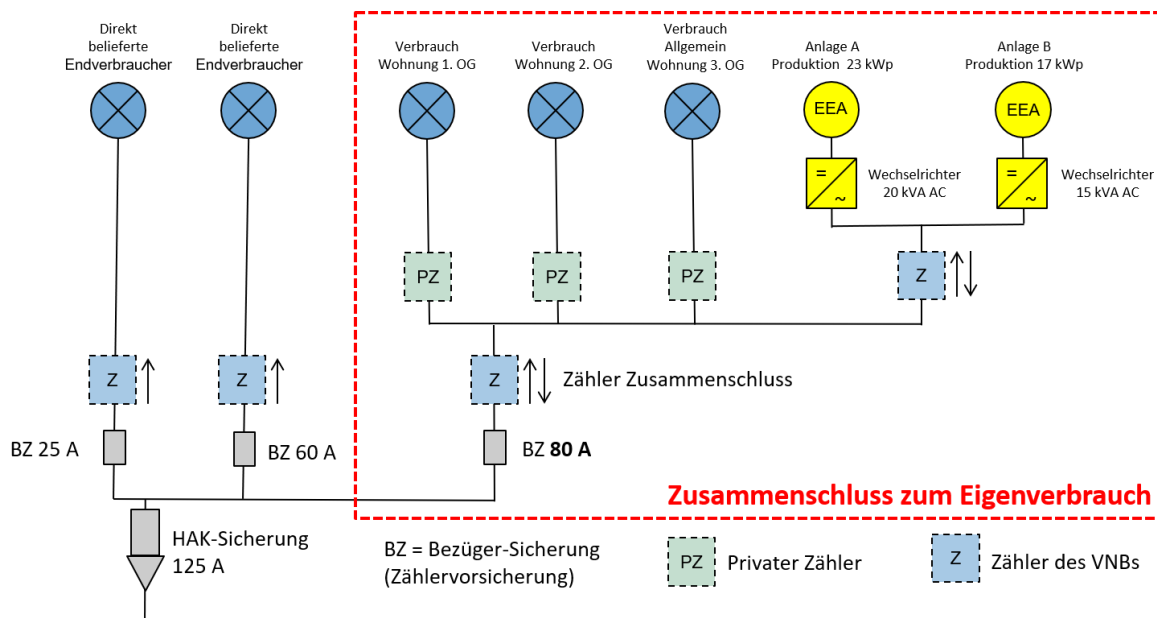 Direkt
belieferte
Endverbraucher
Direkt
belieferte
Endverbraucher
Verbrauch
Wohnung 1. OG
Verbrauch
Wohnung 2. OG
Verbrauch
Allgemein
Wohnung 3. OG
Anlage A
Produktion 23 kWp
Anlage B
Produktion 17 kWp
EEA
EEA
=
~
Wechselrichter
20 kVA AC
=
~
Wechselrichter
15 kVA AC
PZ
PZ
PZ
Z
Z
Z
Z
Zähler Zusammenschluss
BZ 25 A
BZ 60 A
BZ 80 A
Zusammenschluss zum Eigenverbrauch
HAK-Sicherung
125 A
BZ = Bezüger-Sicherung
(Zählervorsicherung)
PZ
Privater Zähler
Z
Zähler des VNBs